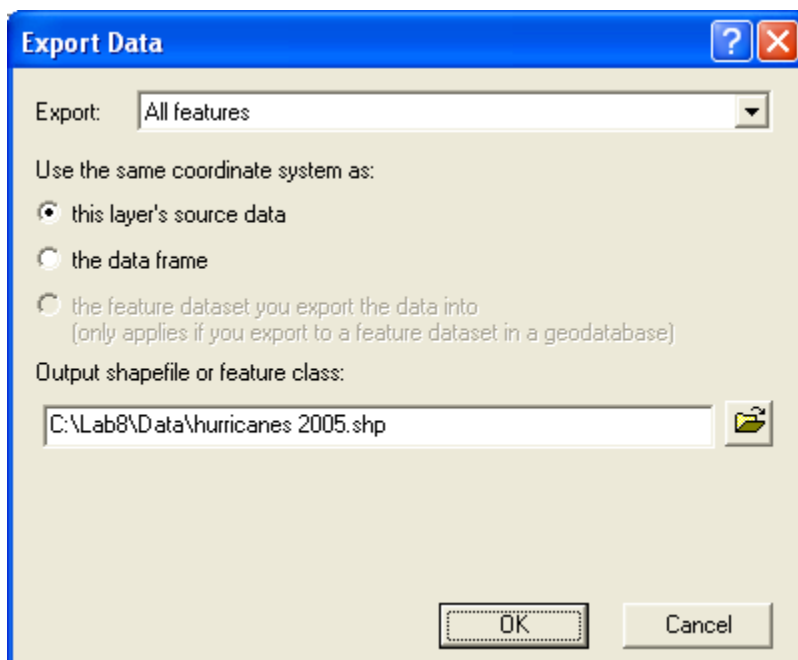 Export Data
Export: All features
Use the same coordinate system as:
this layer's source data
the data frame
the feature dataset you export the data into
(only applies if you export to a feature dataset in a geodatabase)
Output shapefile or feature class:
C:\Lab8\Data\hurricanes 2005.shp
OK Cancel